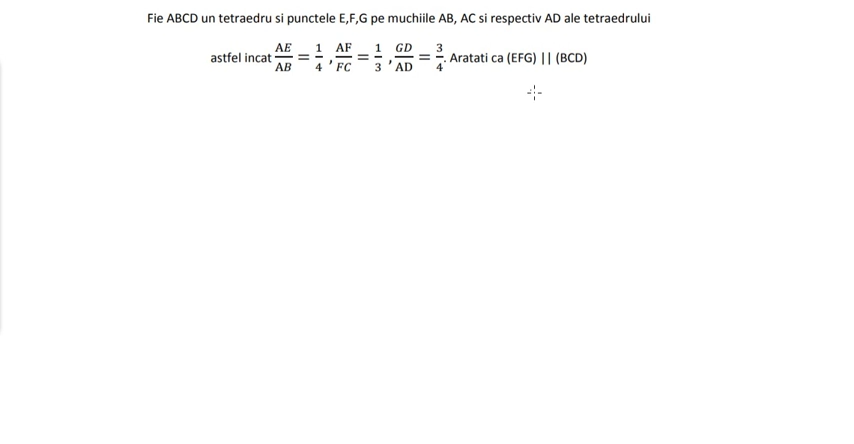 Fie ABCD un tetraedru si punctele E,F,G pe muchiile AB, AC si respectiv AD ale tetraedrului
astfel incat AE/AB = 1/4 , AF/FC = 1/3 , GD/AD = 3/4. Aratati ca (EFG) || (BCD)